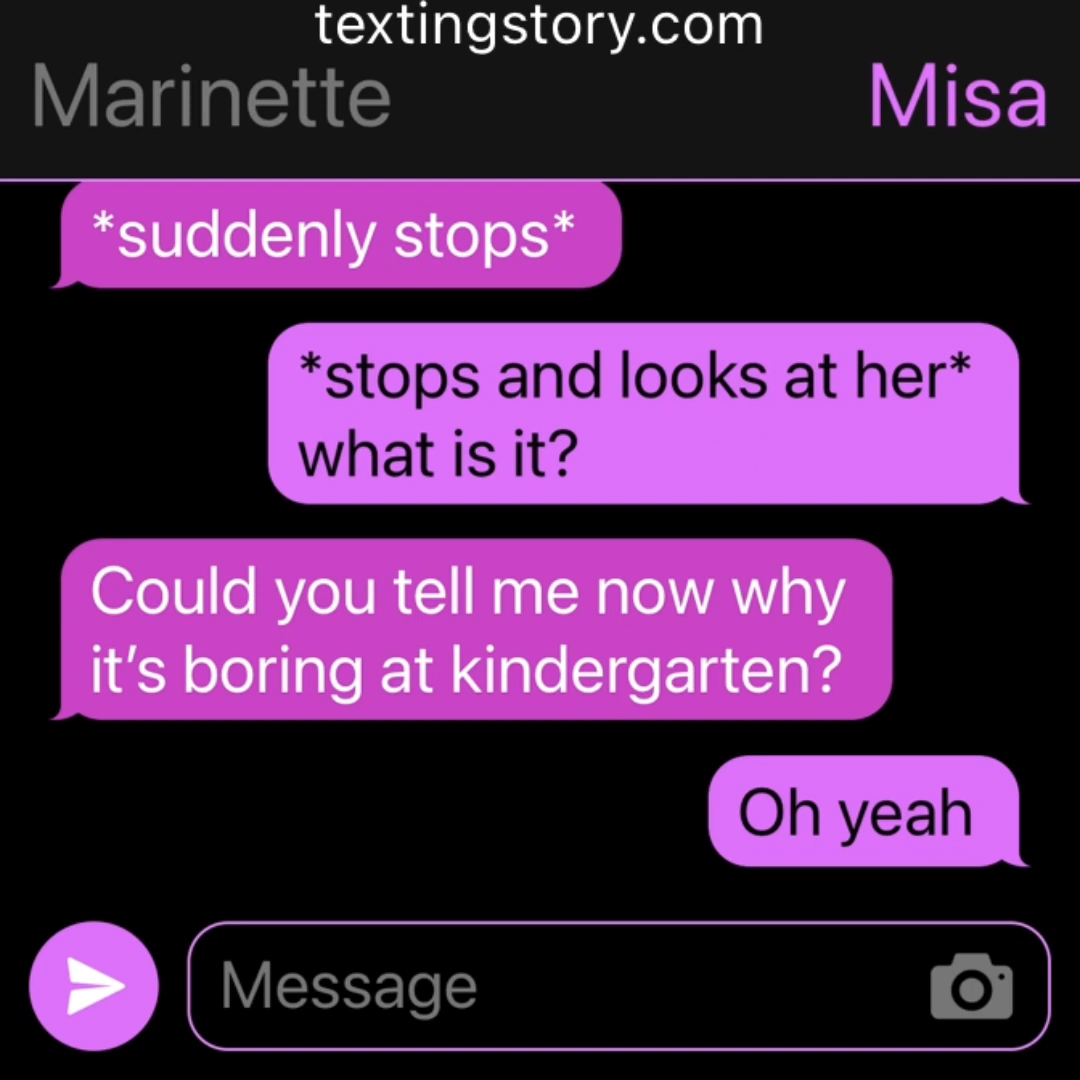 textingstory.com
Marinette
Misa
*suddenly stops*
*stops and looks at her*
what is it?
Could you tell me now why
it’s boring at kindergarten?
Oh yeah
Message